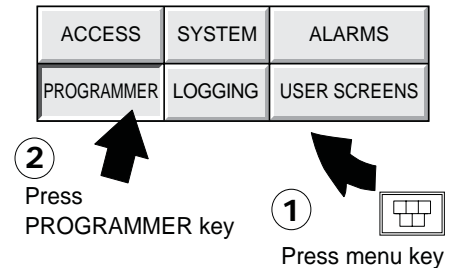 ACCESS SYSTEM ALARMS
PROGRAMMER LOGGING USER SCREENS
2
Press
PROGRAMMER key
1
Press menu key